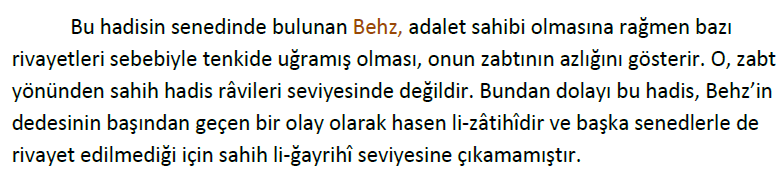 Bu hadisin senedinde bulunan Behz, adalet sahibi olmasına rağmen bazı
rivayetleri sebebiyle tenkide uğramış olması, onun zabtının azlığını gösterir. O, zabt
yönünden sahih hadis râvileri seviyesinde değildir. Bundan dolayı bu hadis, Behz’in
dedesinin başından geçen bir olay olarak hasen li-zâtihîdir ve başka senedlerle de
rivayet edilmediği için sahih li-ğayrihî seviyesine çıkamamıştır.